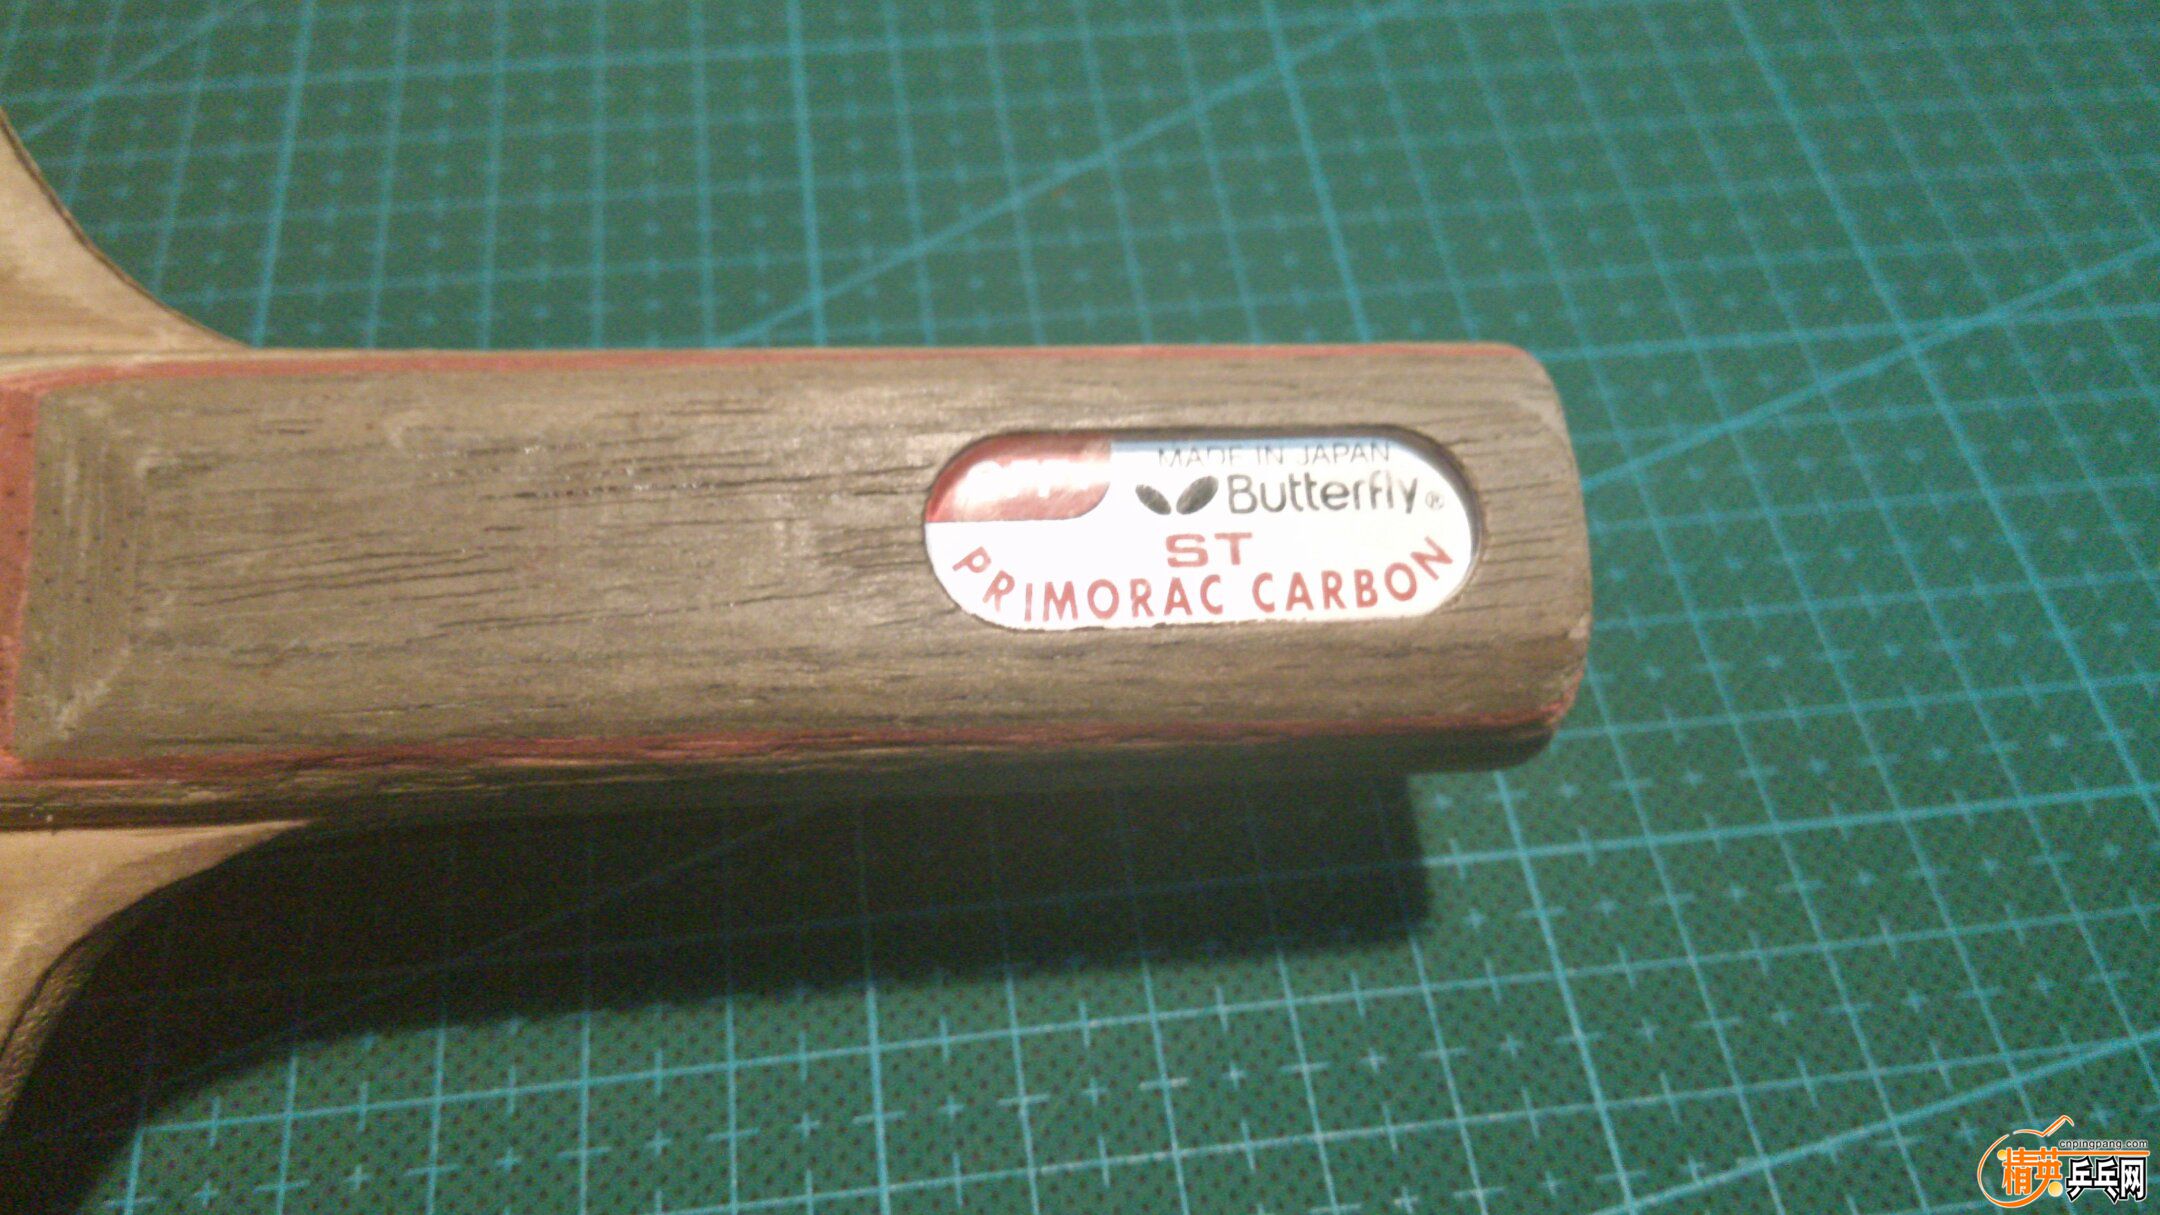 MADE IN JAPAN
Butterfly®
ST
PRIMORAC CARBON
cnpingpang.com
精英乒乓网